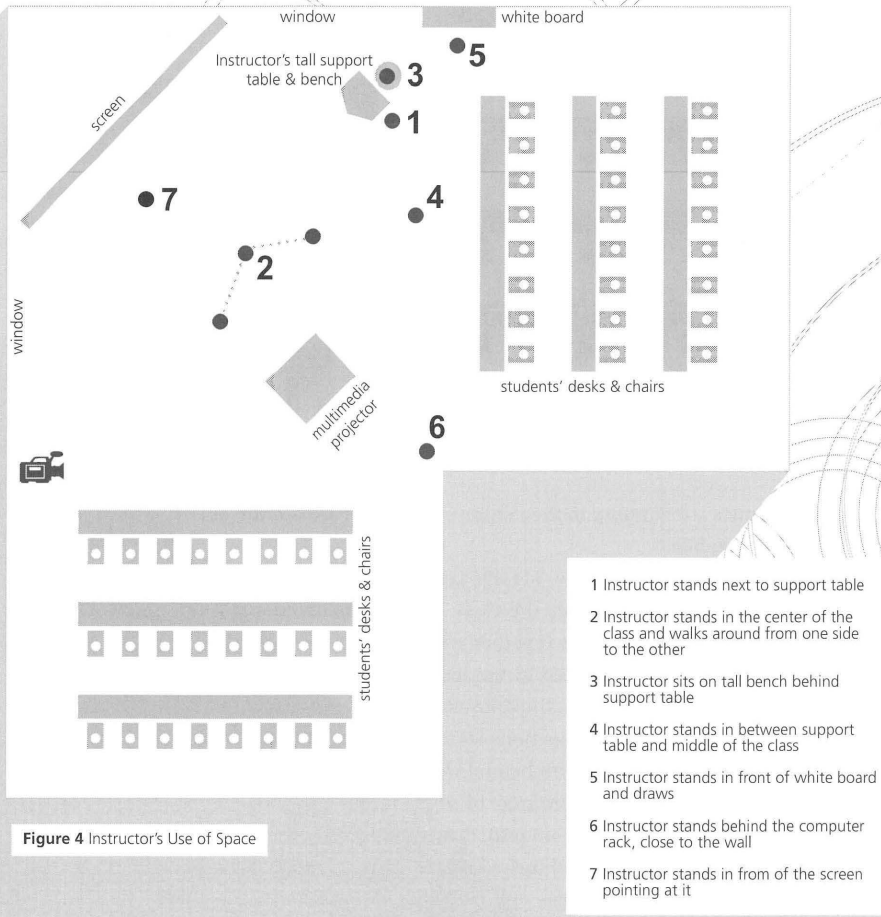 window
white board
Instructor's tall support
table & bench
3
5
1
screen
7
4
2
window
multimedia
projector
students' desks & chairs
6
students' desks & chairs
1 Instructor stands next to support table
2 Instructor stands in the center of the
class and walks around from one side
to the other
3 Instructor sits on tall bench behind
support table
4 Instructor stands in between support
table and middle of the class
5 Instructor stands in front of white board
and draws
6 Instructor stands behind the computer
rack, close to the wall
7 Instructor stands in from of the screen
pointing at it
Figure 4 Instructor's Use of Space